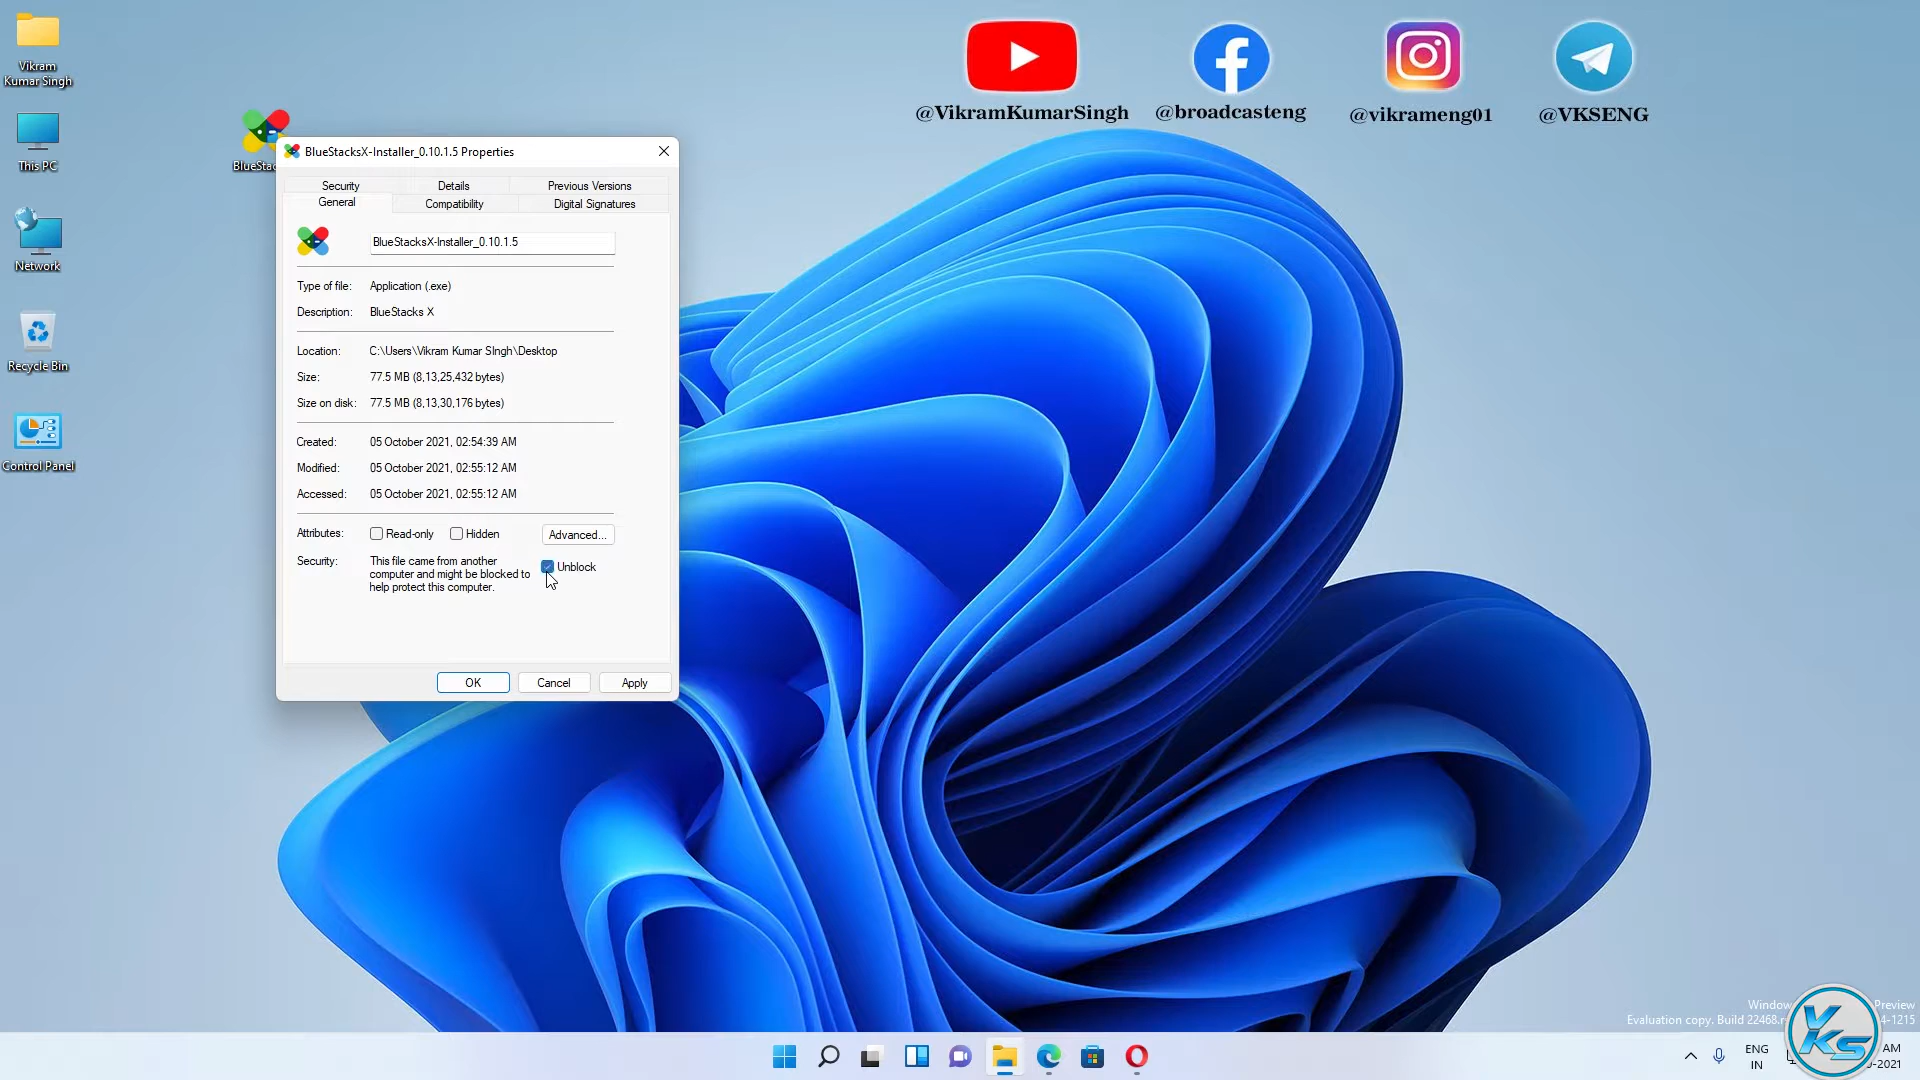 Vikram
Kumar Singh
This PC
Network
Recycle Bin
Control Panel
@VikramKumarSingh
@broadcasteng
@vikrameng01
@VKSENG
BlueStacksX-Installer_0.10.1.5 Properties
Security
Details
Previous Versions
General
Compatibility
Digital Signatures
BlueStacksX-Installer_0.10.1.5
Type of file: Application (.exe)
Description: BlueStacks X
Location: C:\Users\Vikram Kumar SIngh\Desktop
Size: 77.5 MB (8,13,25,432 bytes)
Size on disk: 77.5 MB (8,13,30,176 bytes)
Created: 05 October 2021, 02:54:39 AM
Modified: 05 October 2021, 02:55:12 AM
Accessed: 05 October 2021, 02:55:12 AM
Attributes: Read-only Hidden Advanced...
Security: This file came from another
computer and might be blocked to
help protect this computer.
Unblock
OK Cancel Apply
Preview
Evaluation copy. Build
ENG
IN
AM
VKS